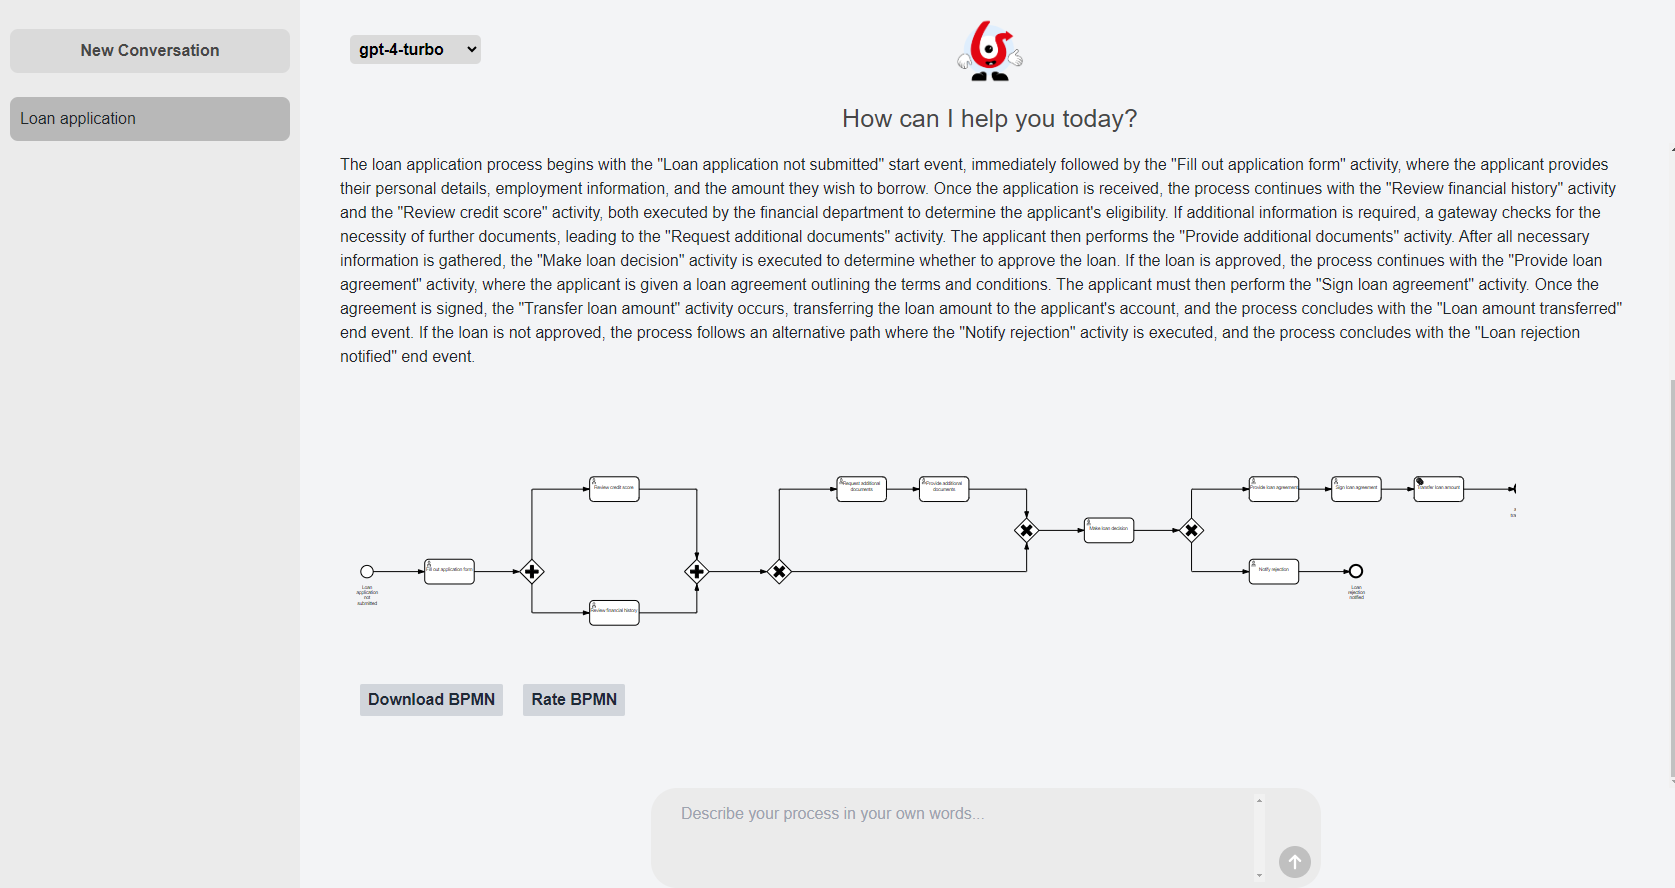 New Conversation
Loan application
gpt-4-turbo
How can I help you today?
The loan application process begins with the "Loan application not submitted" start event, immediately followed by the "Fill out application form" activity, where the applicant provides
their personal details, employment information, and the amount they wish to borrow. Once the application is received, the process continues with the "Review financial history" activity
and the "Review credit score" activity, both executed by the financial department to determine the applicant's eligibility. If additional information is required, a gateway checks for the
necessity of further documents, leading to the "Request additional documents" activity. The applicant then performs the "Provide additional documents" activity. After all necessary
information is gathered, the "Make loan decision" activity is executed to determine whether to approve the loan. If the loan is approved, the process continues with the "Provide loan
agreement" activity, where the applicant is given a loan agreement outlining the terms and conditions. The applicant must then perform the "Sign loan agreement" activity. Once the
agreement is signed, the "Transfer loan amount" activity occurs, transferring the loan amount to the applicant's account, and the process concludes with the "Loan amount transferred"
end event. If the loan is not approved, the process follows an alternative path where the "Notify rejection" activity is executed, and the process concludes with the "Loan rejection
notified" end event.
Review credit score
Request additional
documents
Provide additional
documents
Provide loan agreement
Sign loan agreement
Transfer loan amount
Make loan decision
Fill out application form
Notify rejection
Loan
application
not
submitted
Loan
rejection
notified
Review financial history
Download BPMN
Rate BPMN
Describe your process in your own words...